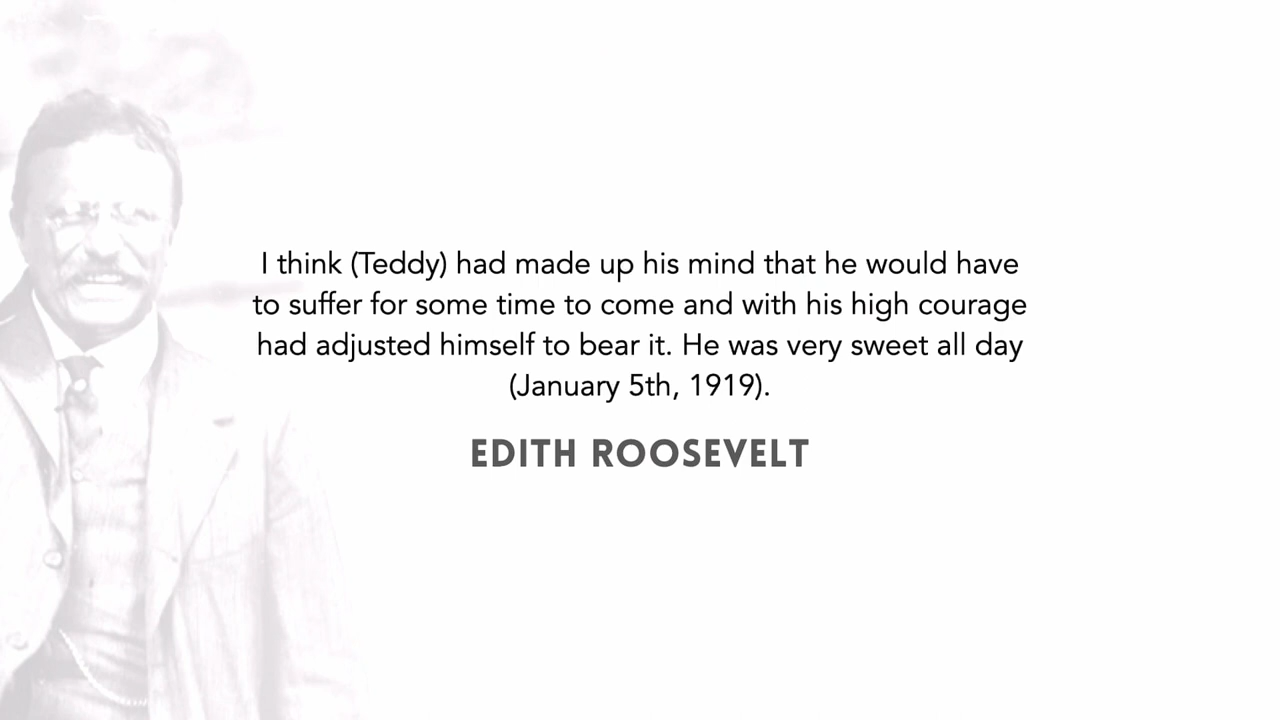 I think (Teddy) had made up his mind that he would have
to suffer for some time to come and with his high courage
had adjusted himself to bear it. He was very sweet all day
(January 5th, 1919).
EDITH ROOSEVELT